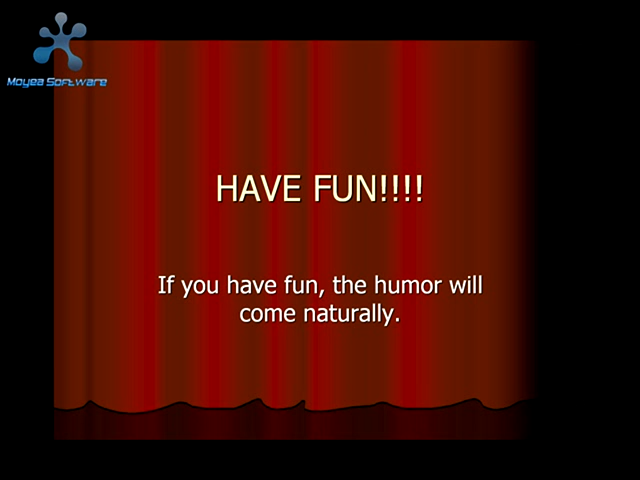 Moyea Software
HAVE FUN!!!!
If you have fun, the humor will
come naturally.